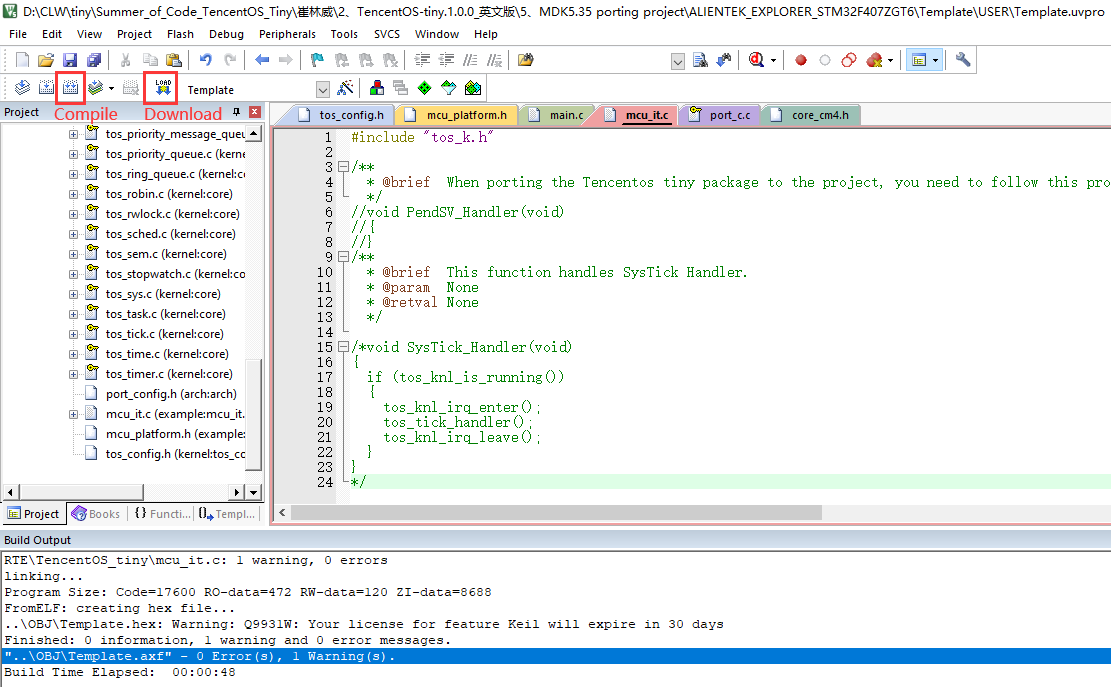 D:\CLW\tiny\Summer_of_Code_TencentOS_Tiny\崔林威\2、TencentOS-tiny.1.0.0_英文版\5、MDK5.35 porting project\ALIENTEK_EXPLORER_STM32F407ZGT6\Template\USER\Template.uvpro
File Edit View Project Flash Debug Peripherals Tools SVCS Window Help
LOAD
Template
Project
Compile Download
tos_config.h mcu_platform.h main.c mcu_it.c port_c.c core_cm4.h
tos_priority_message_queu
tos_priority_queue.c (kerne
tos_ring_queue.c (kernel:co
tos_robin.c (kernel:core)
tos_rwlock.c (kernel:core)
tos_sched.c (kernel:core)
tos_sem.c (kernel:core)
tos_stopwatch.c (kernel:co
tos_sys.c (kernel:core)
tos_task.c (kernel:core)
tos_tick.c (kernel:core)
tos_time.c (kernel:core)
tos_timer.c (kernel:core)
port_config.h (arch:arch)
mcu_it.c (example:mcu_it.
mcu_platform.h (example:
tos_config.h (kernel:tos_co
Project Books {} Functi... Templ...
1 #include "tos_k.h"
2
3 /**
4 * @brief When porting the Tencentos tiny package to the project, you need to follow this pro
5 */
6 //void PendSV_Handler(void)
7 //{
8 //}
9 /**
10 * @brief This function handles SysTick Handler.
11 * @param None
12 * @retval None
13 */
14
15 /*void SysTick_Handler(void)
16 {
17 if (tos_knl_is_running())
18 {
19 tos_knl_irq_enter();
20 tos_tick_handler();
21 tos_knl_irq_leave();
22 }
23 }
24 */
Build Output
RTE\TencentOS_tiny\mcu_it.c: 1 warning, 0 errors
linking...
Program Size: Code=17600 RO-data=472 RW-data=120 ZI-data=8688
FromELF: creating hex file...
..\OBJ\Template.hex: Warning: Q9931W: Your license for feature Keil will expire in 30 days
Finished: 0 information, 1 warning and 0 error messages.
"..\OBJ\Template.axf" - 0 Error(s), 1 Warning(s).
Build Time Elapsed: 00:00:48